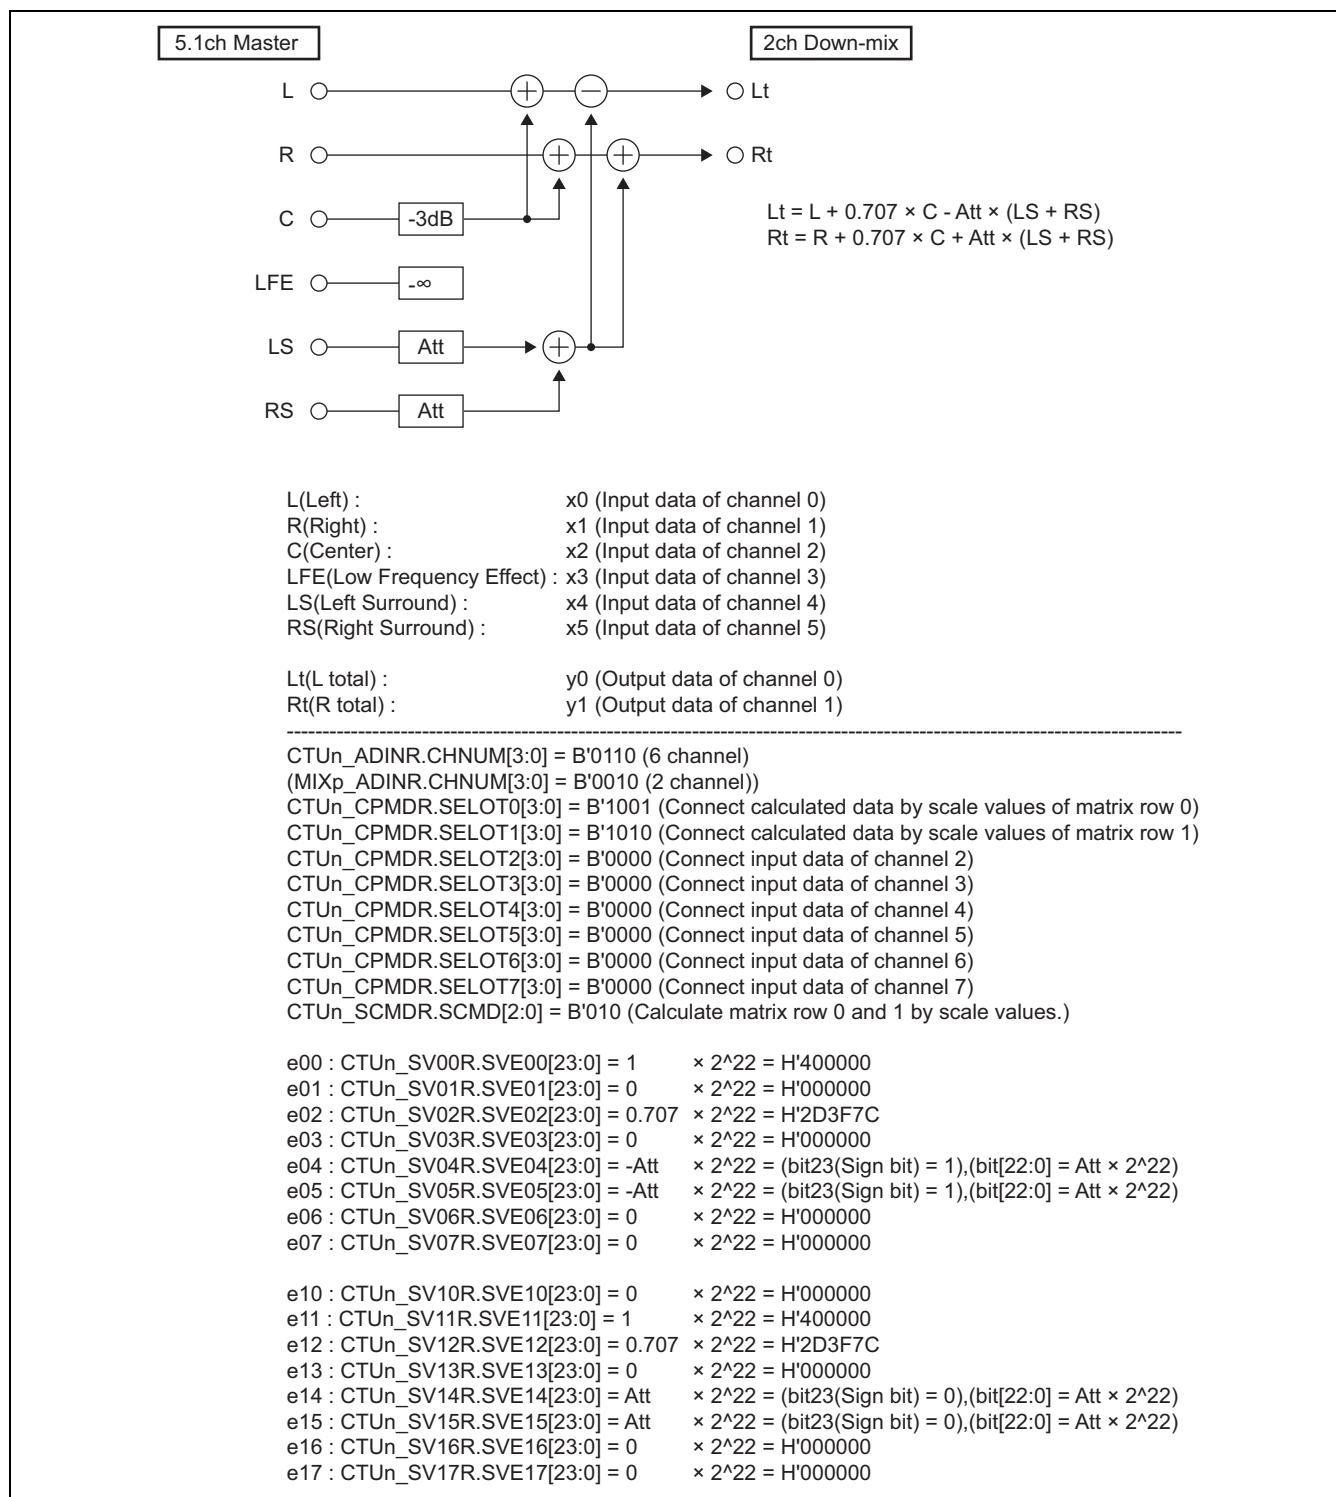 5.1ch Master
2ch Down-mix
L
Lt
R
Rt
C
-3dB
Lt = L + 0.707 × C - Att × (LS + RS)
Rt = R + 0.707 × C + Att × (LS + RS)
LFE
-∞
LS
Att
RS
Att
L(Left) : x0 (Input data of channel 0)
R(Right) : x1 (Input data of channel 1)
C(Center) : x2 (Input data of channel 2)
LFE(Low Frequency Effect) : x3 (Input data of channel 3)
LS(Left Surround) : x4 (Input data of channel 4)
RS(Right Surround) : x5 (Input data of channel 5)
Lt(L total) : y0 (Output data of channel 0)
Rt(R total) : y1 (Output data of channel 1)
CTUn_ADINR.CHNUM[3:0] = B'0110 (6 channel)
(MIXp_ADINR.CHNUM[3:0] = B'0010 (2 channel))
CTUn_CPMDR.SELOT0[3:0] = B'1001 (Connect calculated data by scale values of matrix row 0)
CTUn_CPMDR.SELOT1[3:0] = B'1010 (Connect calculated data by scale values of matrix row 1)
CTUn_CPMDR.SELOT2[3:0] = B'0000 (Connect input data of channel 2)
CTUn_CPMDR.SELOT3[3:0] = B'0000 (Connect input data of channel 3)
CTUn_CPMDR.SELOT4[3:0] = B'0000 (Connect input data of channel 4)
CTUn_CPMDR.SELOT5[3:0] = B'0000 (Connect input data of channel 5)
CTUn_CPMDR.SELOT6[3:0] = B'0000 (Connect input data of channel 6)
CTUn_CPMDR.SELOT7[3:0] = B'0000 (Connect input data of channel 7)
CTUn_SCMDR.SCMD[2:0] = B'010 (Calculate matrix row 0 and 1 by scale values.)
e00 : CTUn_SV00R.SVE00[23:0] = 1 × 2^22 = H'400000
e01 : CTUn_SV01R.SVE01[23:0] = 0 × 2^22 = H'000000
e02 : CTUn_SV02R.SVE02[23:0] = 0.707 × 2^22 = H'2D3F7C
e03 : CTUn_SV03R.SVE03[23:0] = 0 × 2^22 = H'000000
e04 : CTUn_SV04R.SVE04[23:0] = -Att × 2^22 = (bit23(Sign bit) = 1),(bit[22:0] = Att × 2^22)
e05 : CTUn_SV05R.SVE05[23:0] = -Att × 2^22 = (bit23(Sign bit) = 1),(bit[22:0] = Att × 2^22)
e06 : CTUn_SV06R.SVE06[23:0] = 0 × 2^22 = H'000000
e07 : CTUn_SV07R.SVE07[23:0] = 0 × 2^22 = H'000000
e10 : CTUn_SV10R.SVE10[23:0] = 0 × 2^22 = H'000000
e11 : CTUn_SV11R.SVE11[23:0] = 1 × 2^22 = H'400000
e12 : CTUn_SV12R.SVE12[23:0] = 0.707 × 2^22 = H'2D3F7C
e13 : CTUn_SV13R.SVE13[23:0] = 0 × 2^22 = H'000000
e14 : CTUn_SV14R.SVE14[23:0] = Att × 2^22 = (bit23(Sign bit) = 0),(bit[22:0] = Att × 2^22)
e15 : CTUn_SV15R.SVE15[23:0] = Att × 2^22 = (bit23(Sign bit) = 0),(bit[22:0] = Att × 2^22)
e16 : CTUn_SV16R.SVE16[23:0] = 0 × 2^22 = H'000000
e17 : CTUn_SV17R.SVE17[23:0] = 0 × 2^22 = H'000000